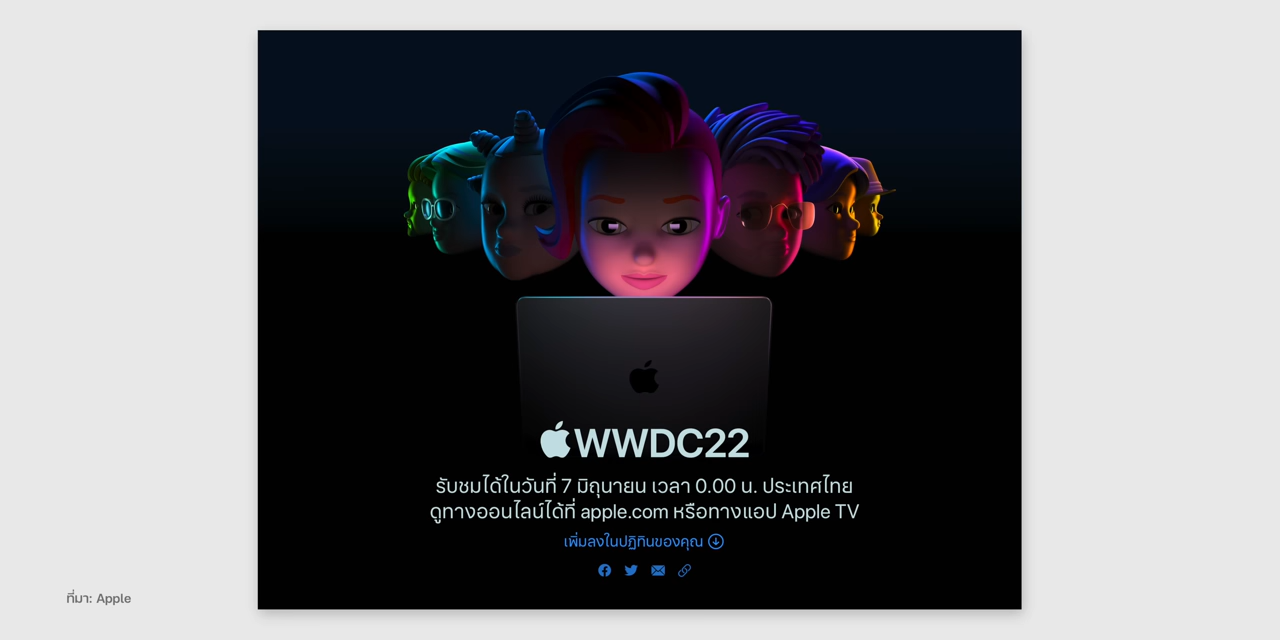 WWDC22
รับชมได้ในวันที่ 7 มิถุนายน เวลา 0.00 น. ประเทศไทย
ดูทางออนไลน์ได้ที่ apple.com หรือทางแอป Apple TV
เพิ่มลงในปฏิทินของคุณ
ที่มา: Apple